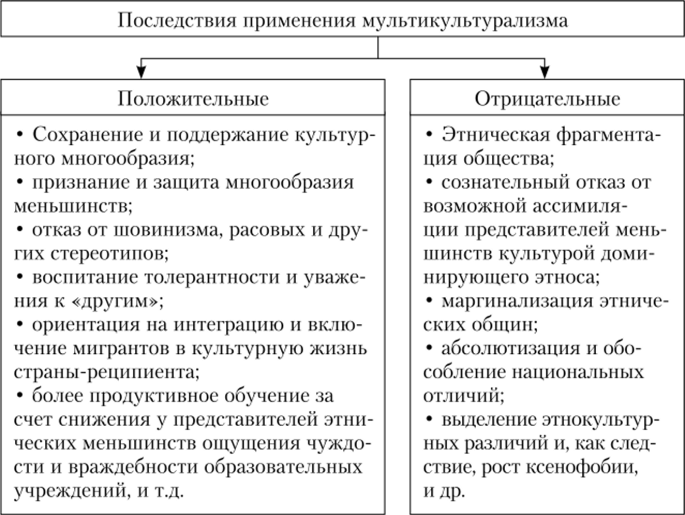 Последствия применения мультикультурализма
Положительные
• Сохранение и поддержание культур-
ного многообразия;
• признание и защита многообразия
меньшинств;
• отказ от шовинизма, расовых и дру-
гих стереотипов;
• воспитание толерантности и уваже-
ния к «другим»;
• ориентация на интеграцию и вклю-
чение мигрантов в культурную жизнь
страны-реципиента;
• более продуктивное обучение за
счет снижения у представителей этни-
ческих меньшинств ощущения чуждо-
сти и враждебности образовательных
учреждений, и т.д.
Отрицательные
• Этническая фрагмента-
ция общества;
• сознательный отказ от
возможной ассимиля-
ции представителей мень-
шинств культурой доми-
нирующего этноса;
• маргинализация этниче-
ских общин;
• абсолютизация и обо-
собление национальных
отличий;
• выделение этнокультур-
ных различий и, как след-
ствие, рост ксенофобии,
и др.